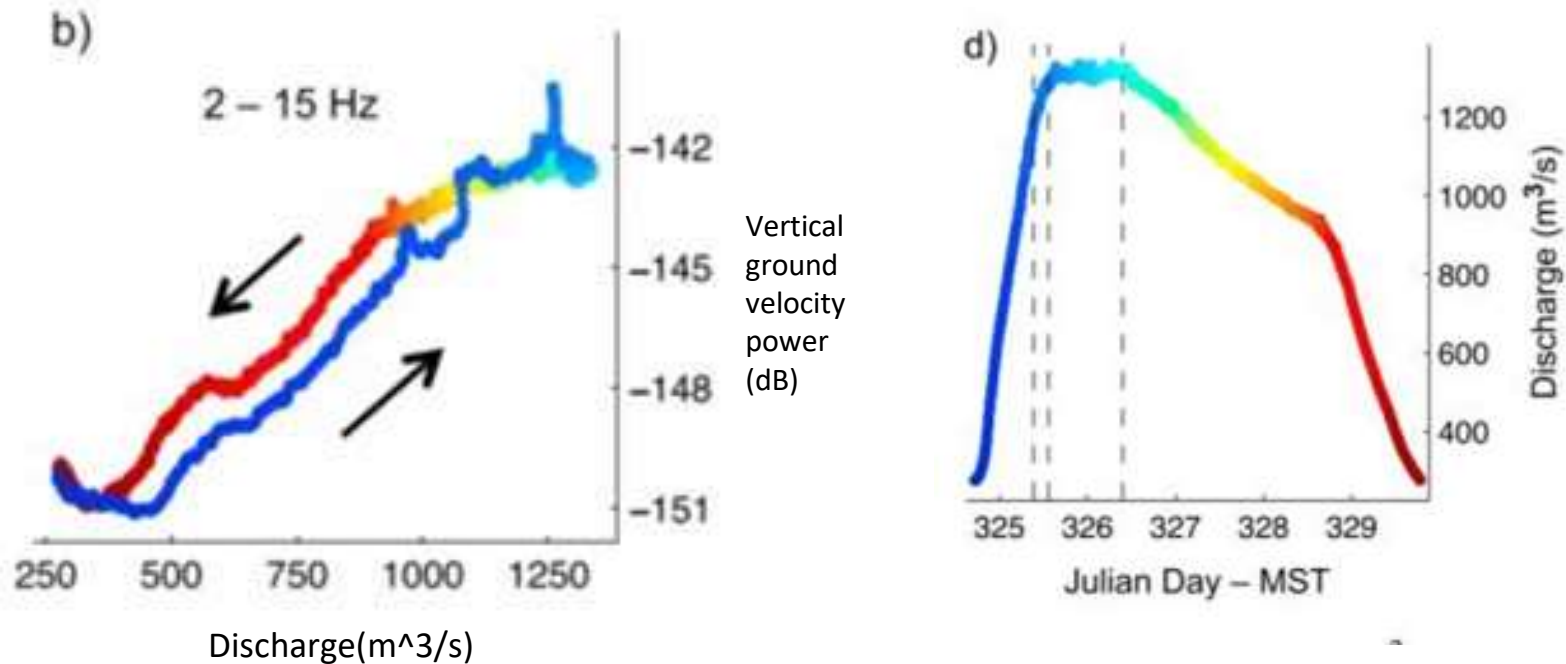 b)
2 – 15 Hz
−142
−145
−148
−151
250 500 750 1000 1250
Discharge(m^3/s)
Vertical
ground
velocity
power
(dB)
d)
1200
1000
800
600
400
Discharge (m³/s)
325 326 327 328 329
Julian Day – MST